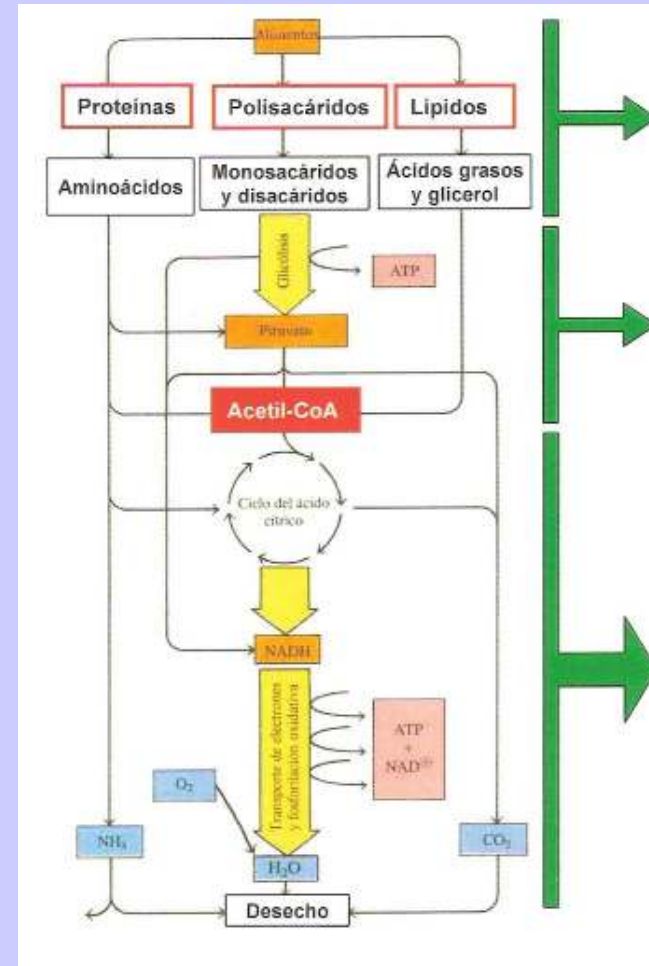 Alimentos
Proteínas
Polisacáridos
Lipidos
Aminoácidos
Monosacáridos
y disacáridos
Ácidos grasos
y glicerol
Glicólisis
ATP
Piruvato
Acetil-CoA
Ciclo del ácido
cítrico
NADH
Transporte de electrones
y fosforilación oxidativa
ATP
+
NAD⊕
O₂
NH₃
H₂O
CO₂
Desecho